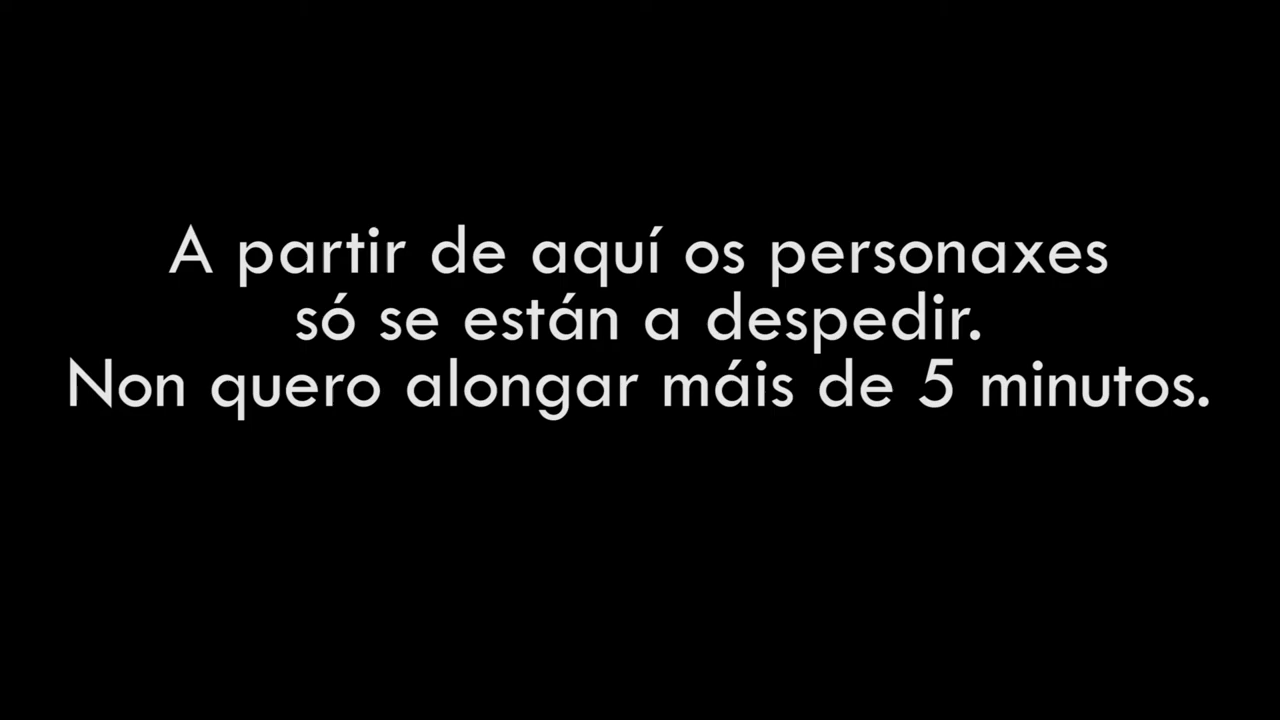 A partir de aquí os personaxes
só se están a despedir.
Non quero alongar máis de 5 minutos.